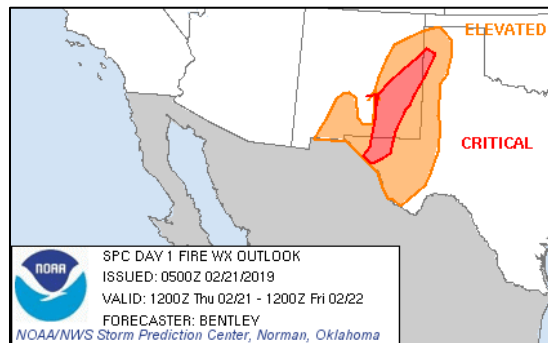 ELEVATED
CRITICAL
NOAA
SPC DAY 1 FIRE WX OUTLOOK
ISSUED: 0500Z 02/21/2019
VALID: 1200Z Thu 02/21 - 1200Z Fri 02/22
FORECASTER: BENTLEY
NOAA/NWS Storm Prediction Center, Norman, Oklahoma